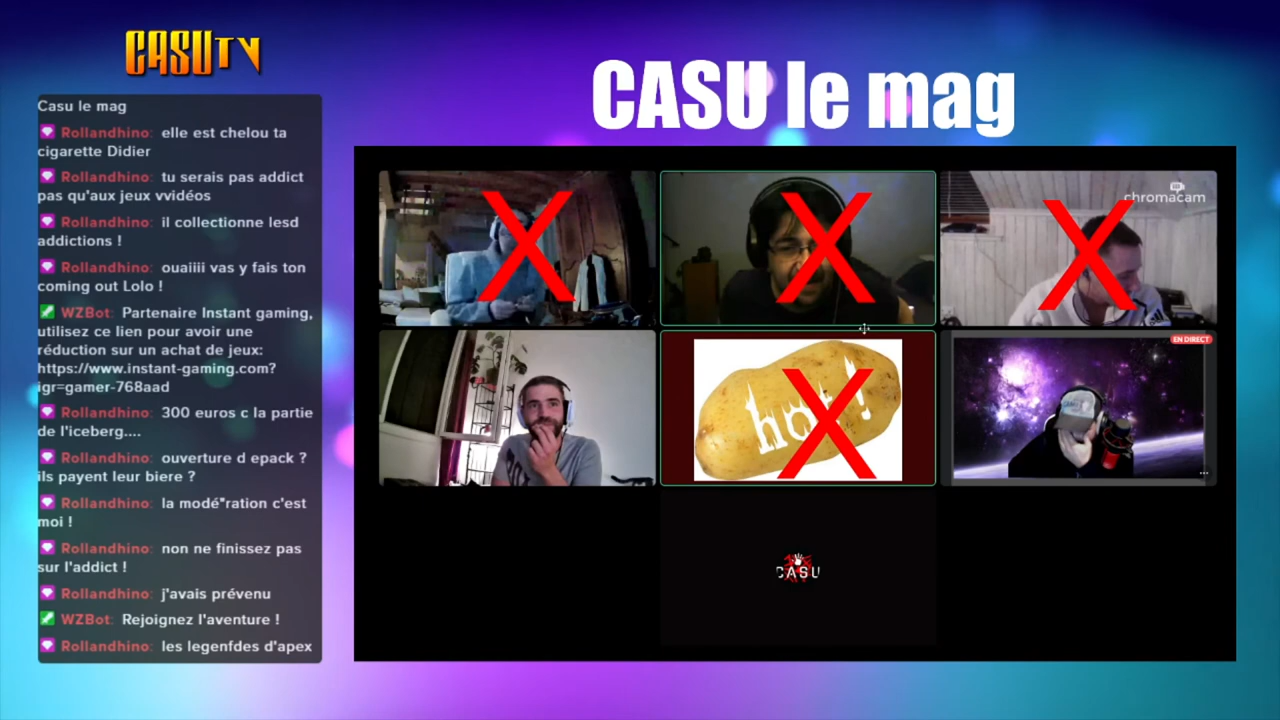 CASUTV
CASU le mag
Casu le mag
Rollandhino: elle est chelou ta
cigarette Didier
Rollandhino: tu serais pas addict
pas qu'aux jeux vvidéos
Rollandhino: il collectionne lesd
addictions !
Rollandhino: ouaiiii vas y fais ton
coming out Lolo !
WZBot: Partenaire Instant gaming,
utilisez ce lien pour avoir une
réduction sur un achat de jeux:
https://www.instant-gaming.com?
igr=gamer-768aad
Rollandhino: 300 euros c la partie
de l'iceberg....
Rollandhino: ouverture d epack ?
ils payent leur biere ?
Rollandhino: la modé"ration c'est
moi !
Rollandhino: non ne finissez pas
sur l'addict !
Rollandhino: j'avais prévenu
WZBot: Rejoignez l'aventure !
Rollandhino: les legenfdes d'apex
X
X
chromacam
X
hot !
X
EN DIRECT
CASU